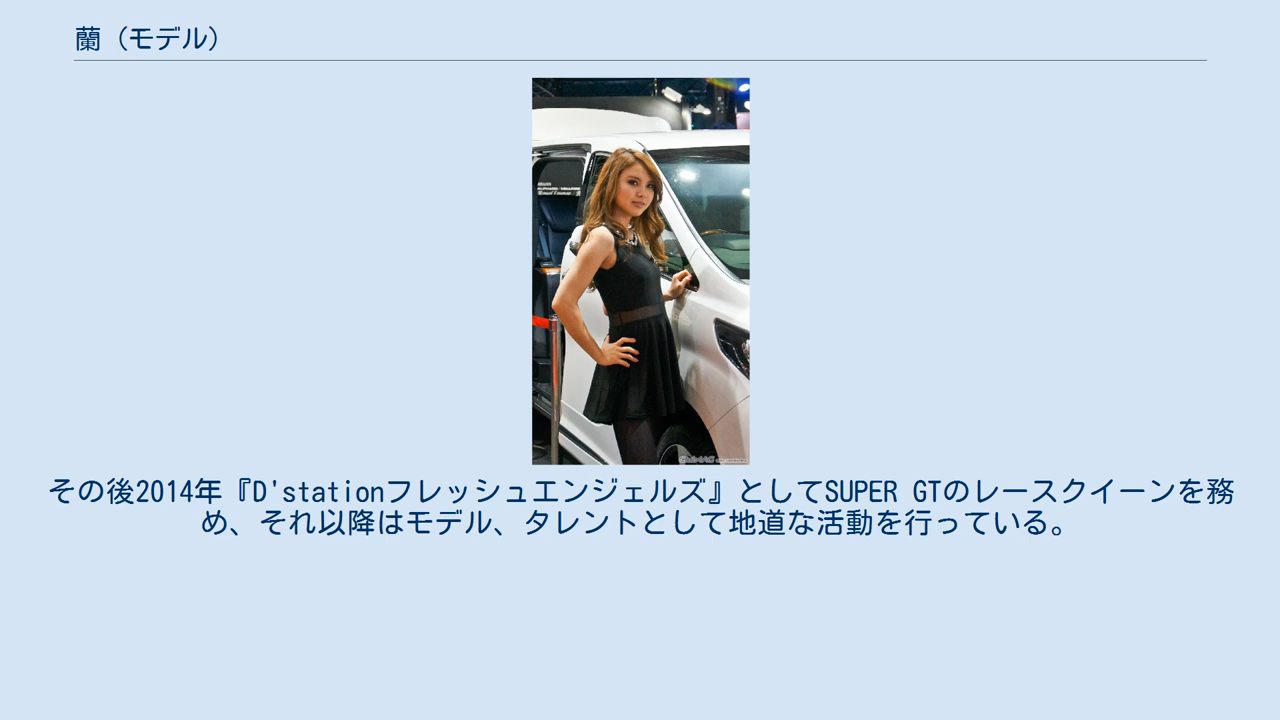 蘭（モデル）
その後2014年『D'stationフレッシュエンジェルズ』としてSUPER GTのレースクイーンを務
め、それ以降はモデル、タレントとして地道な活動を行っている。